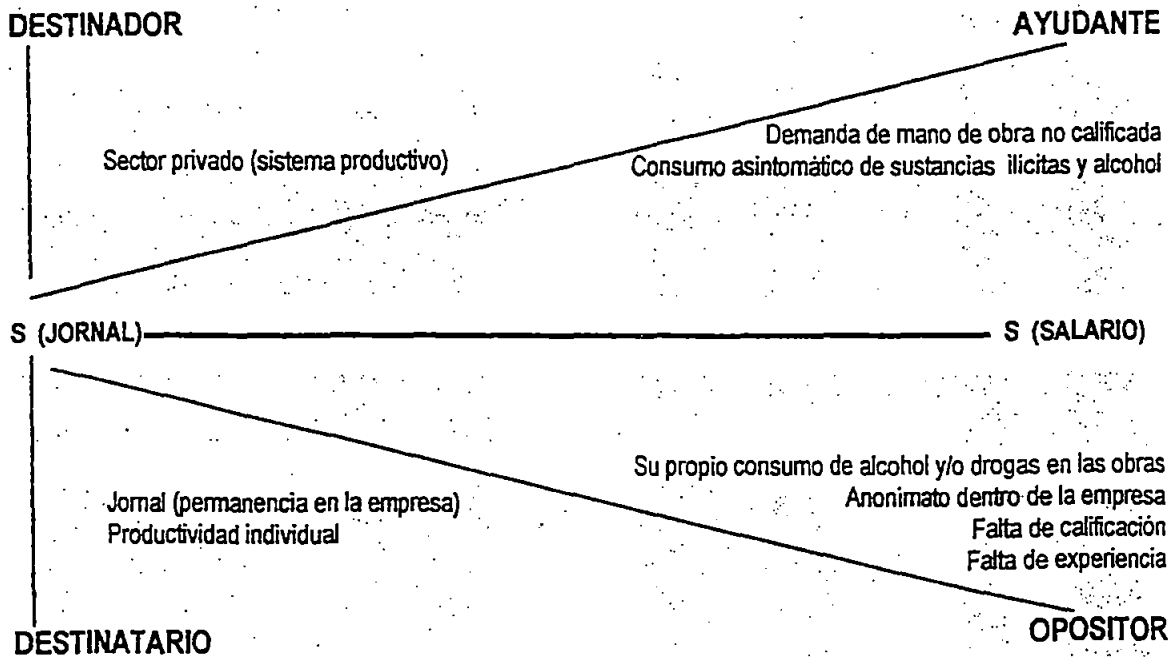 DESTINADOR
AYUDANTE
Demanda de mano de obra no calificada
Sector privado (sistema productivo)
Consumo asintomático de sustancias ilicitas y alcohol
S (JORNAL)
S (SALARIO)
Su propio consumo de alcohol y/o drogas en las obras
Anonimato dentro de la empresa
Jornal (permanencia en la empresa)
Productividad individual
Falta de calificación
Falta de experiencia
DESTINATARIO
OPOSITOR